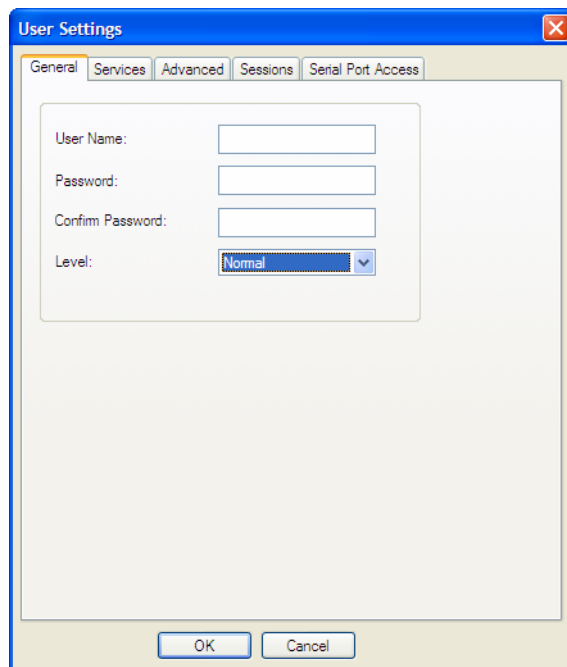 User Settings
General Services Advanced Sessions Serial Port Access
User Name:
Password:
Confirm Password:
Level: Normal
OK Cancel